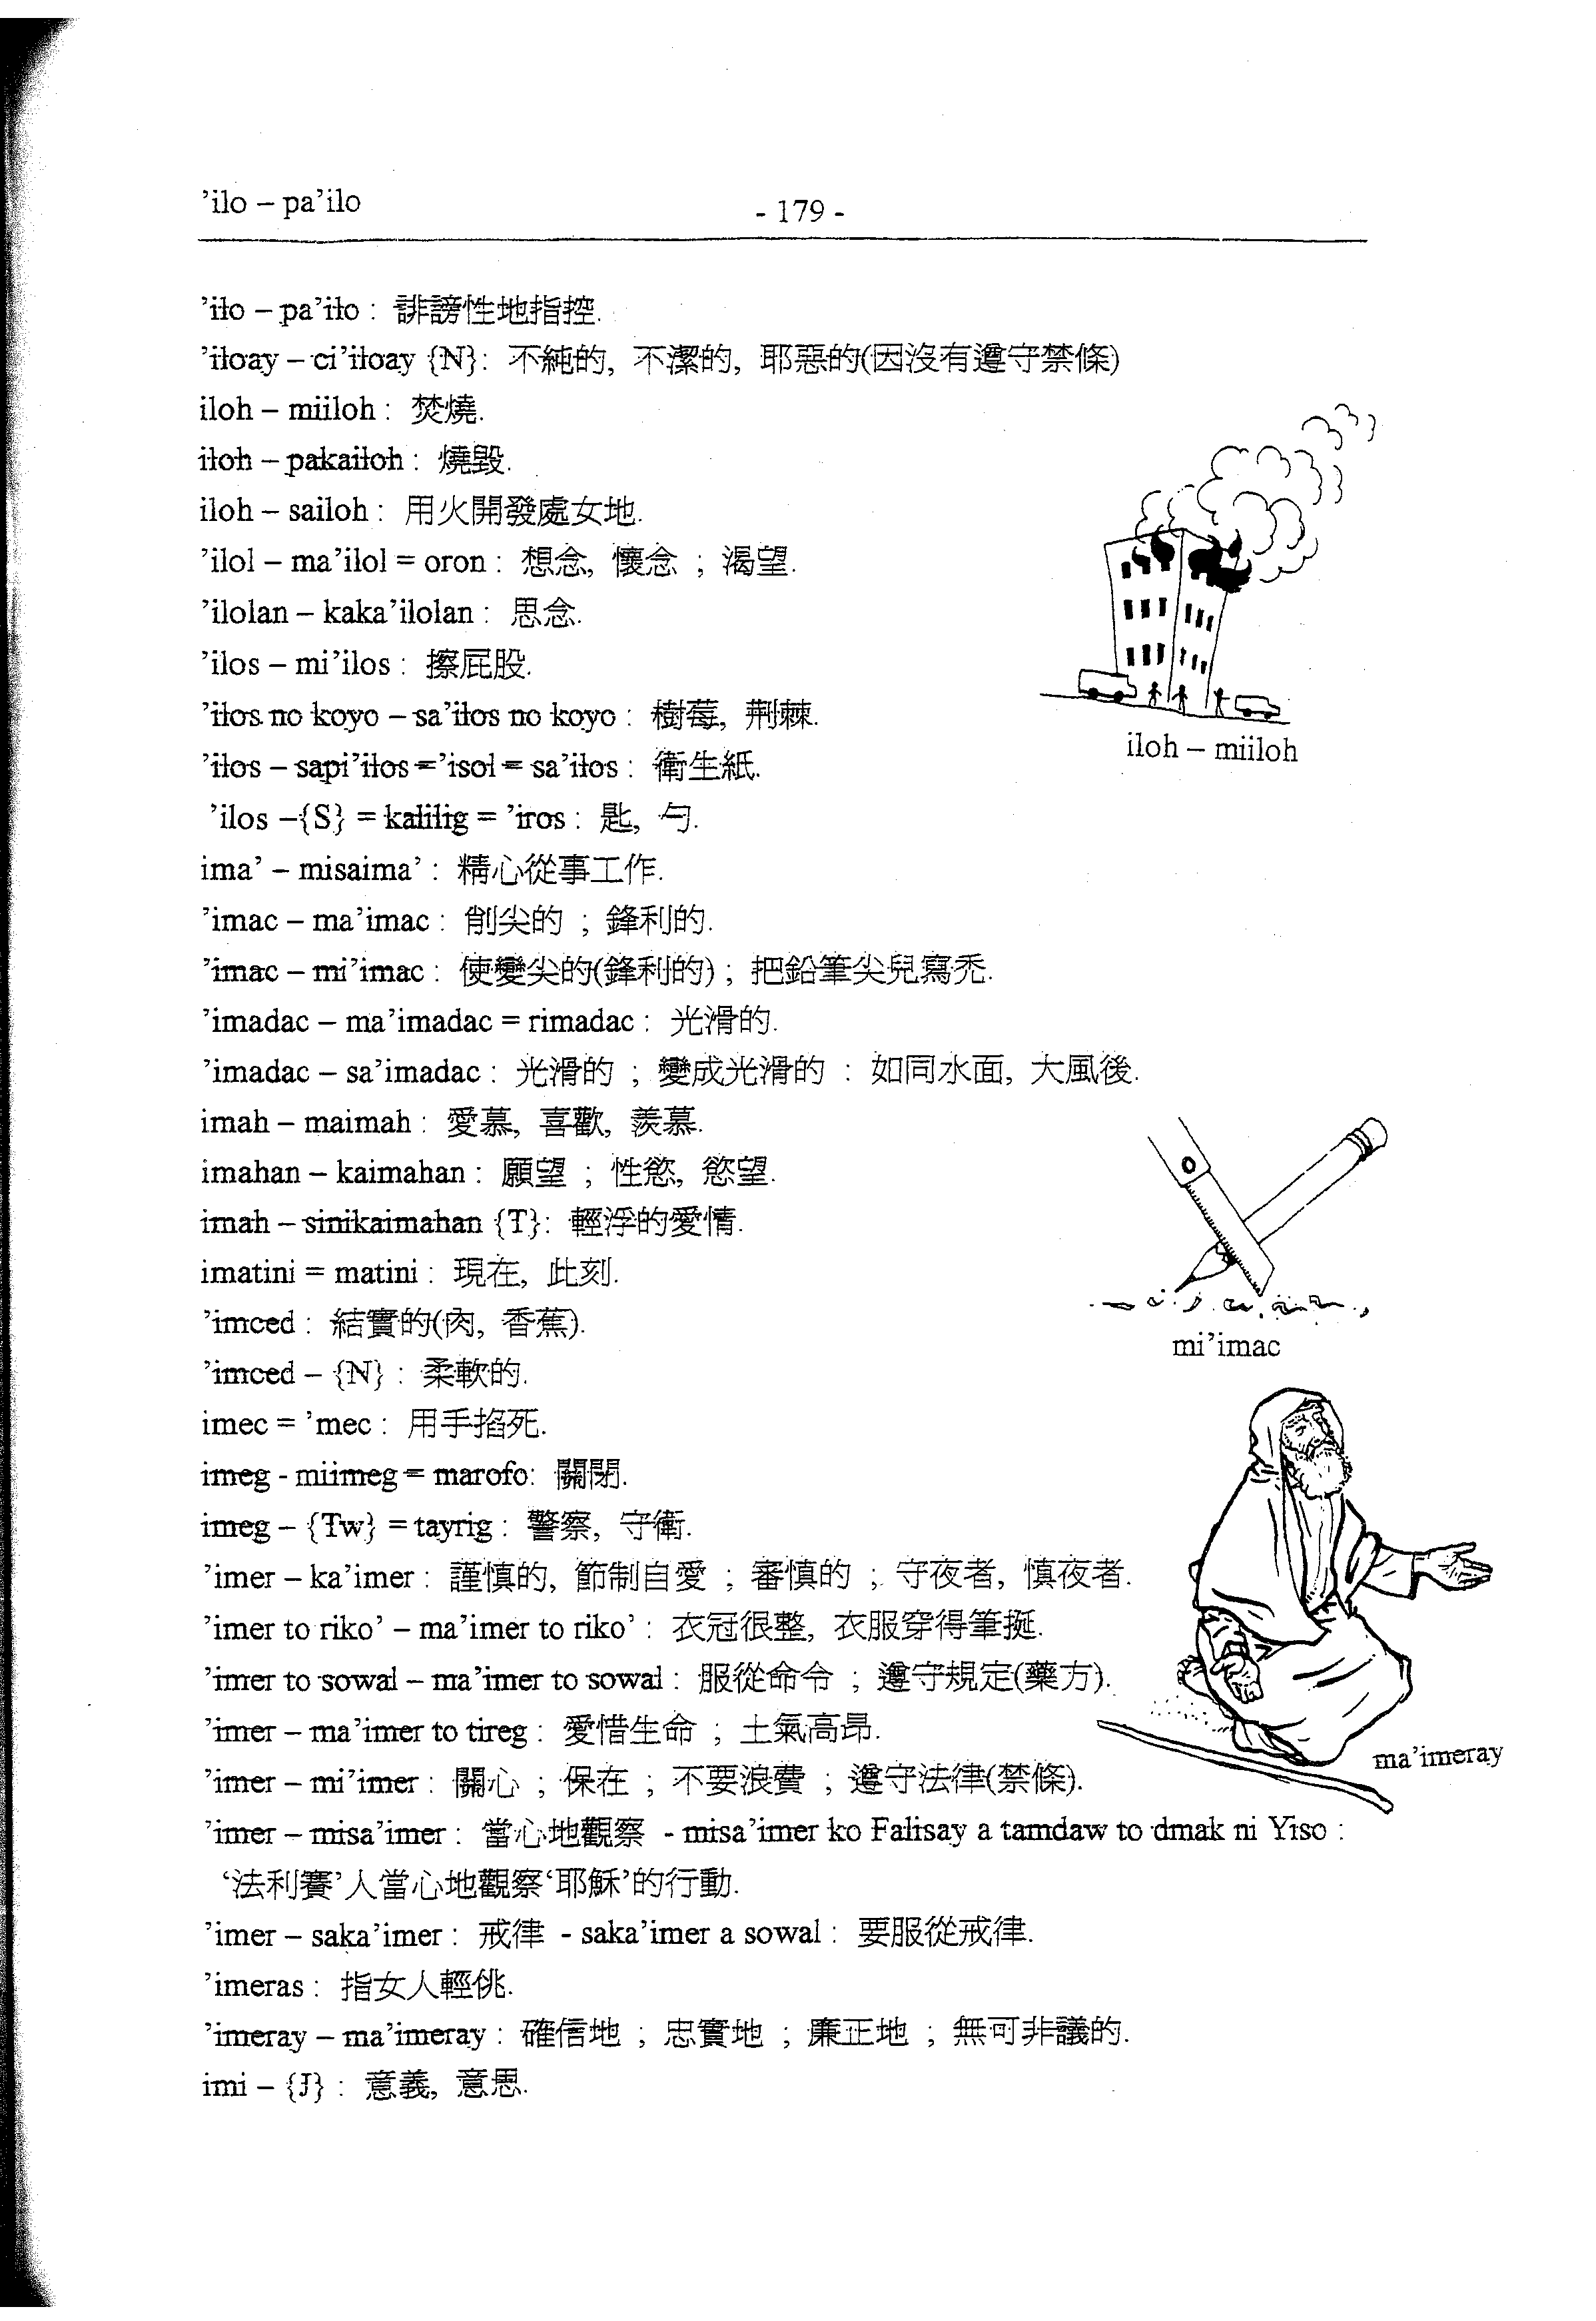 ’ilo – pa’ilo
- 179 -
’ilo – pa’ilo : 誹謗性地指控.
’iloay – ci’iloay {N}: 不純的, 不潔的, 耶惡的(因沒有遵守禁條)
iloh – miiloh : 焚燒.
iloh – pakailoh : 燒毀.
iloh – sailoh : 用火開發處女地.
’ilol – ma’ilol = oron : 想念, 懷念 ; 渴望.
’ilolan – kaka’ilolan : 思念.
’ilos – mi’ilos : 擦屁股.
’ilos no koyo – sa’ilos no koyo : 樹莓, 荆棘.
’ilos – sapi’ilos =’isol = sa’ilos : 衛生紙.
’ilos –{S} = kalilig = ’iros : 匙, 勺.
iloh – miiloh
ima’ – misaima’ : 精心從事工作.
’imac – ma’imac : 削尖的 ; 鋒利的.
’imac – mi’imac : 使變尖的(鋒利的) ; 把鉛筆尖兒寫禿.
’imadac – ma’imadac = rimadac : 光滑的.
’imadac – sa’imadac : 光滑的 ; 變成光滑的 : 如同水面, 大風後.
imah – maimah : 愛慕, 喜歡, 羨慕.
imahan – kaimahan : 願望 ; 性慾, 慾望.
imah – sinikaimahan {T}: 輕浮的愛情.
imatini = matini : 現在, 此刻.
’imced : 結實的(肉, 香蕉).
’imced – {N} : 柔軟的.
mi’imac
imec = ’mec : 用手掐死.
imeg - miimeg = marofo: 關閉.
imeg – {Tw} = tayrig : 警察, 守衛.
’imer – ka’imer : 謹慎的, 節制自愛 ; 審慎的 ; 守夜者, 慎夜者.
’imer to riko’ – ma’imer to riko’ : 衣冠很整, 衣服穿得筆挻.
’imer to sowal – ma’imer to sowal : 服從命令 ; 遵守規定(藥方).
’imer – ma’imer to tireg : 愛惜生命 ; 士氣高昂.
ma’imeray
’imer – mi’imer : 關心 ; 保在 ; 不要浪費 ; 遵守法律(禁條).
’imer – misa’imer : 當心地觀察 - misa’imer ko Falisay a tamdaw to dmak ni Yiso :
‘法利賽’人當心地觀察‘耶穌’的行動.
’imer – saka’imer : 戒律 - saka’imer a sowal : 要服從戒律.
’imeras : 指女人輕佻.
’imeray – ma’imeray : 確信地 ; 忠實地 ; 廉正地 ; 無可非議的.
imi – {J} : 意義, 意思.